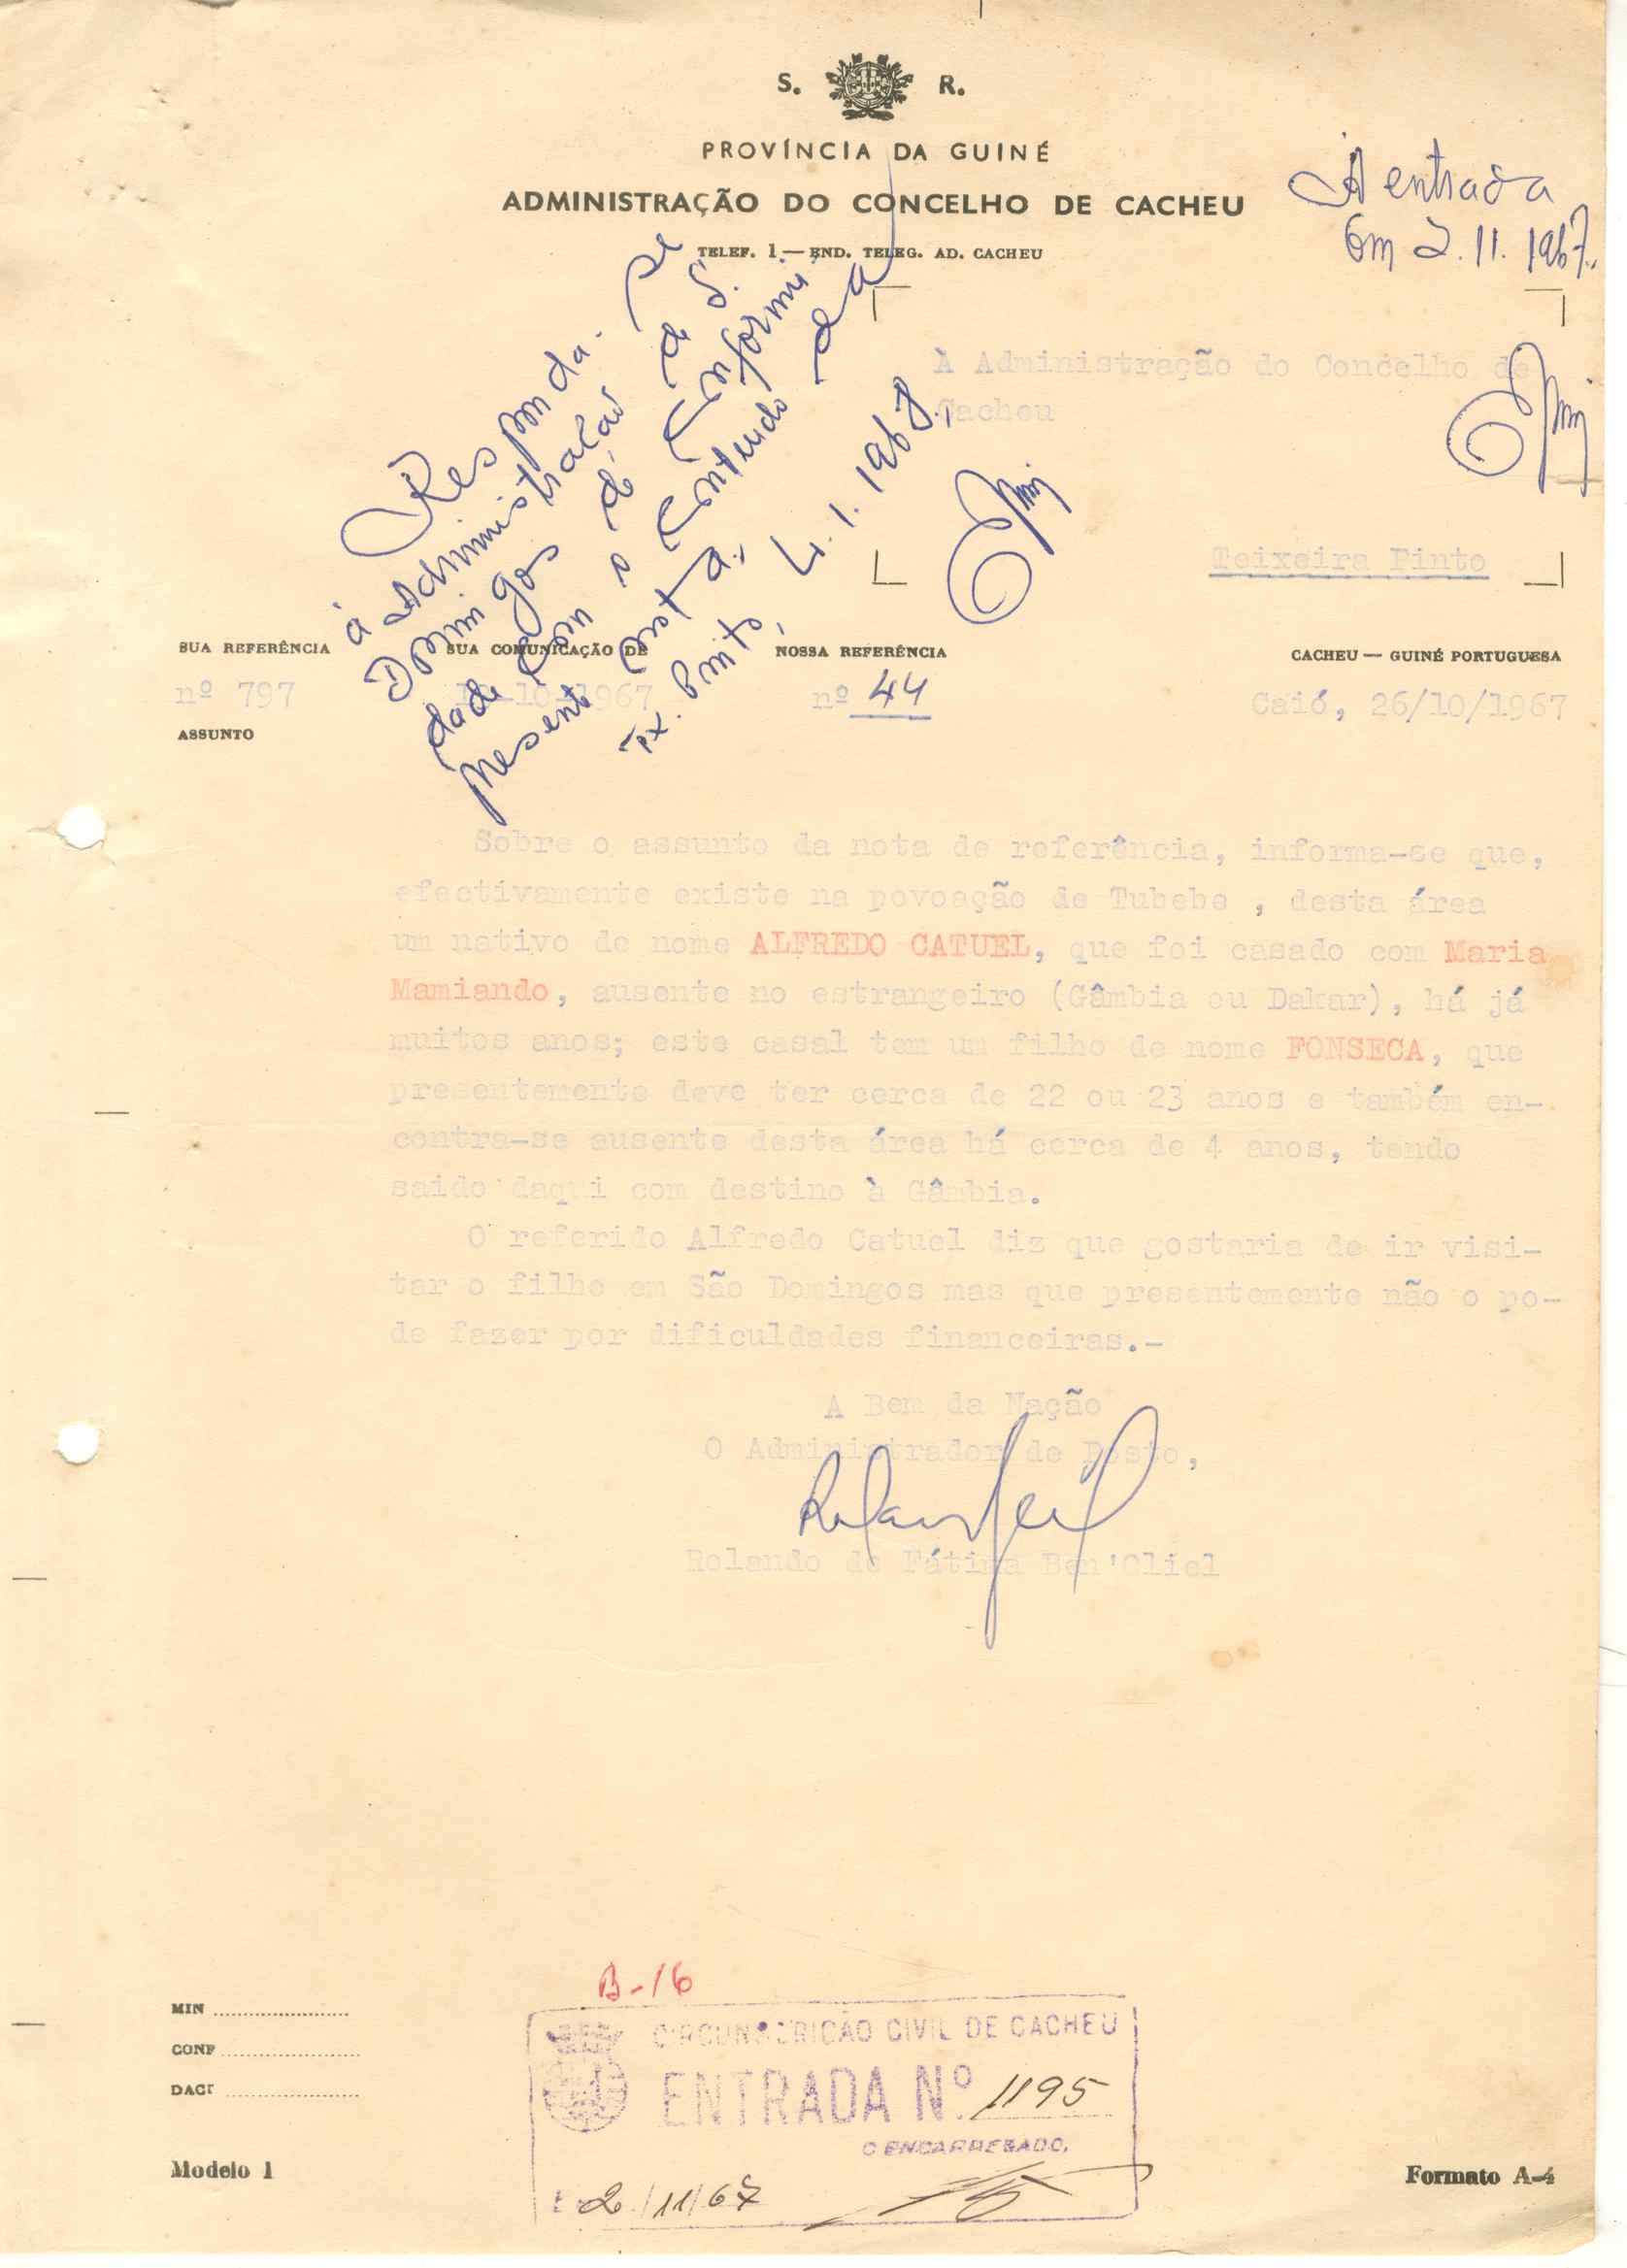 S. R.
PROVÍNCIA DA GUINÉ
ADMINISTRAÇÃO DO CONCELHO DE CACHEU
TELEF. 1 — END. TELEG. AD. CACHEU
À entrada
Em 2.11.1967.
À Administração do Concelho de
Cacheu
Teixeira Pinto
Responda-se
à Administração de S.
Domingos de conformi
dade com o conteúdo da
presente nota.
Tx. Pinto, 4.1.1968,
SUA REFERÊNCIA
SUA COMUNICAÇÃO DE
NOSSA REFERÊNCIA
CACHEU — GUINÉ PORTUGUESA
nº 797
-10-1967
nº 44
Caió, 26/10/1967
ASSUNTO
Sobre o assunto da nota de referência, informa-se que,
efectivamente existe na povoação de Tubebe , desta área
um nativo de nome ALFREDO CATUEL, que foi casado com Maria
Mamiando, ausente no estrangeiro (Gâmbia ou Dakar), há já
muitos anos; este casal tem um filho de nome FONSECA, que
presentemente deve ter cerca de 22 ou 23 anos e também en-
contra-se ausente desta área há cerca de 4 anos, tendo
saido daqui com destino à Gâmbia.
O referido Alfredo Catuel diz que gostaria de ir visi-
tar o filho em São Domingos mas que presentemente não o po-
de fazer por dificuldades financeiras.-
A Bem da Nação
O Administrador de Posto,
Rolando de Fátima Ben'Oliel
B-16
MIN
CONF
DACT
CIRCUNSCRIÇÃO CIVIL DE CACHEU
ENTRADA Nº. 1195
O ENCARREGADO,
2/11/67
Modelo 1
Formato A-4